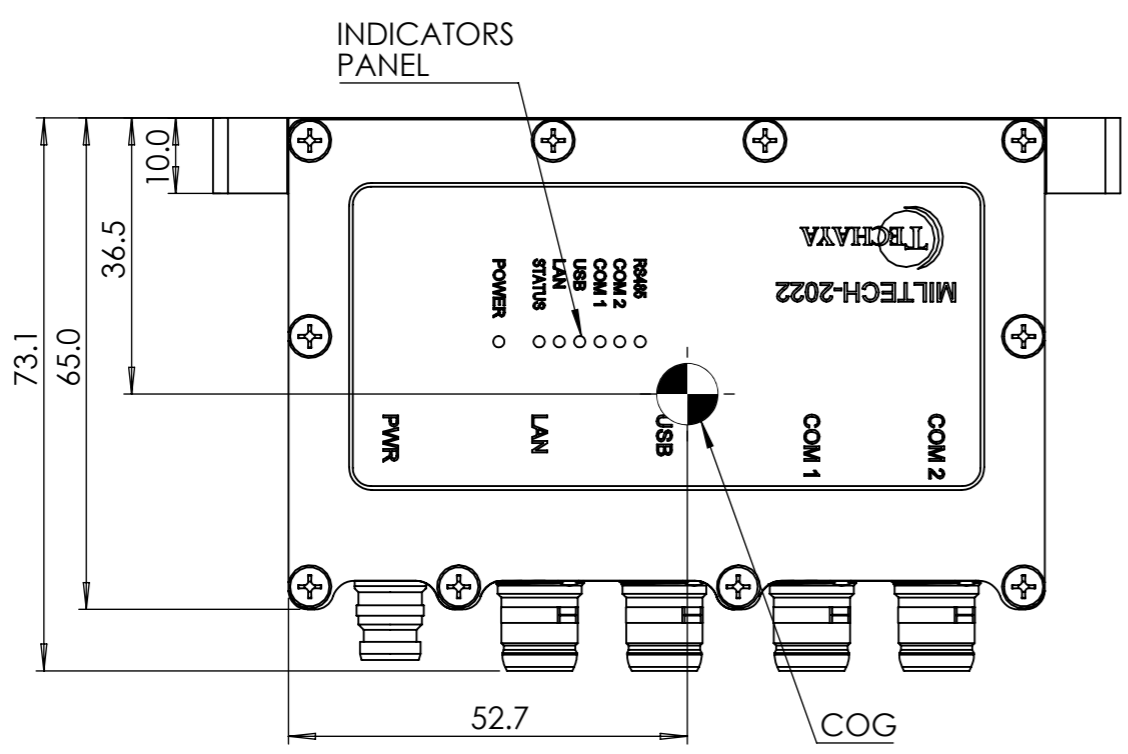 INDICATORS
PANEL
10.0
36.5
65.0
73.1
TECHAYA
MILTECH-2022
POWER
STATUS
LAN
USB
COM 1
COM 2
RS485
PWR
LAN
USB
COM 1
COM 2
52.7
COG